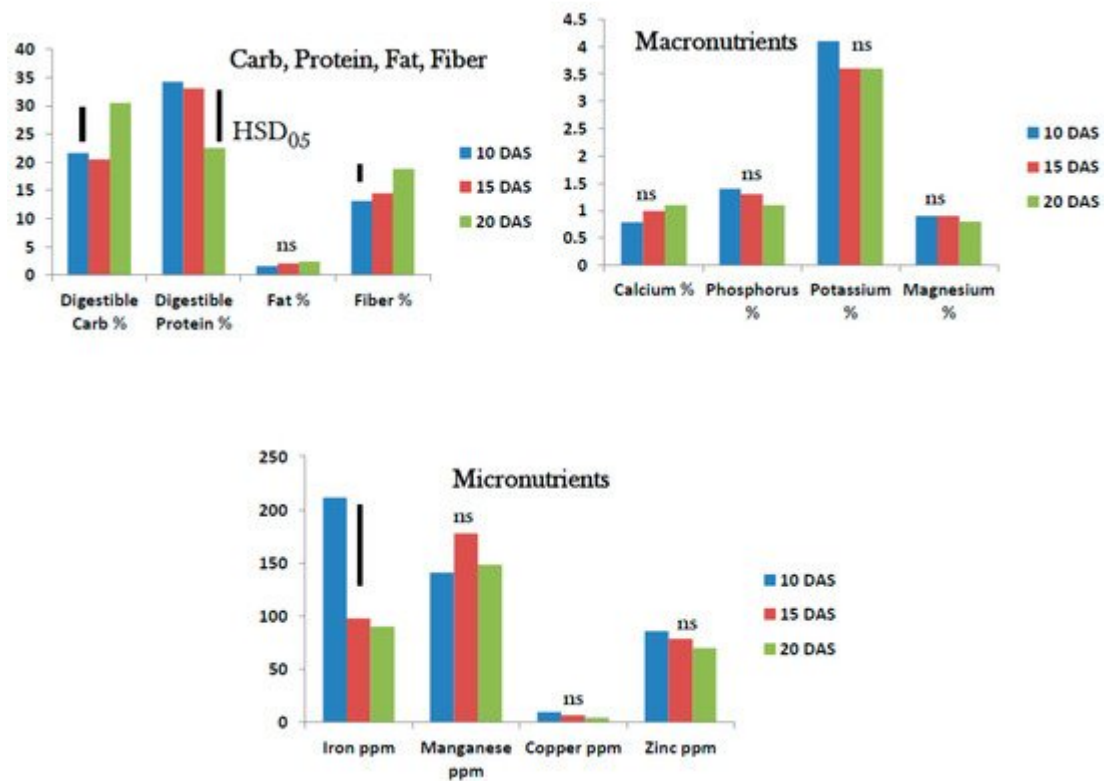 Carb, Protein, Fat, Fiber
40
35
30
25
20
15
10
5
0
HSD05
ns
10 DAS
15 DAS
20 DAS
Digestible Carb %
Digestible Protein %
Fat %
Fiber %
Macronutrients
4.5
4
3.5
3
2.5
2
1.5
1
0.5
0
ns
ns
ns
ns
10 DAS
15 DAS
20 DAS
Calcium %
Phosphorus %
Potassium %
Magnesium %
Micronutrients
250
200
150
100
50
0
ns
ns
ns
10 DAS
15 DAS
20 DAS
Iron ppm
Manganese ppm
Copper ppm
Zinc ppm